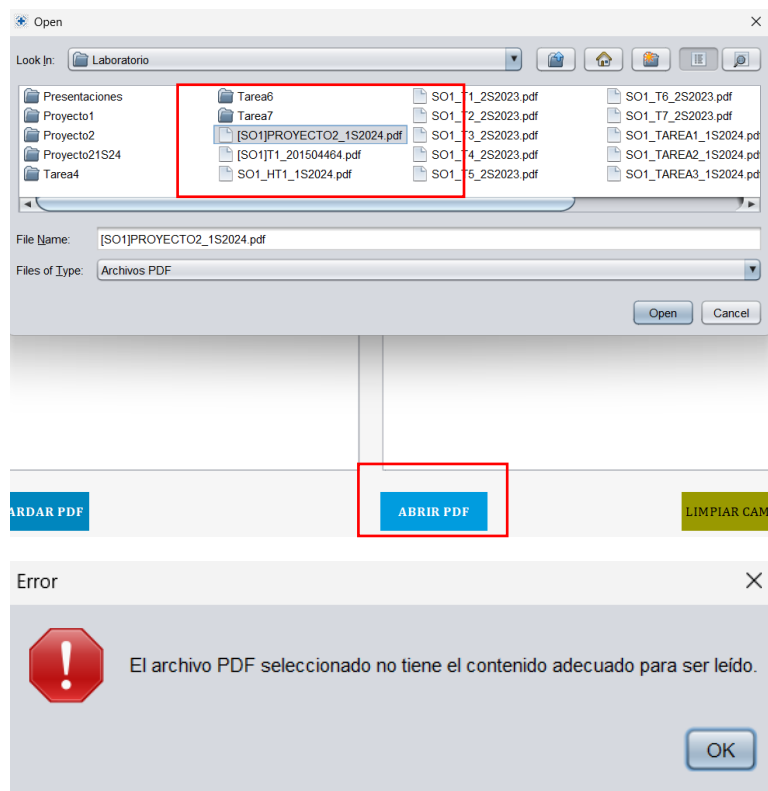 Open
Look In: Laboratorio
Presentaciones
Proyecto1
Proyecto2
Proyecto21S24
Tarea4
Tarea6
Tarea7
[SO1]PROYECTO2_1S2024.pdf
[SO1]T1_201504464.pdf
SO1_HT1_1S2024.pdf
SO1_T1_2S2023.pdf
SO1_T2_2S2023.pdf
SO1_T3_2S2023.pdf
SO1_T4_2S2023.pdf
SO1_T5_2S2023.pdf
SO1_T6_2S2023.pdf
SO1_T7_2S2023.pdf
SO1_TAREA1_1S2024.pd
SO1_TAREA2_1S2024.pd
SO1_TAREA3_1S2024.pd
File Name: [SO1]PROYECTO2_1S2024.pdf
Files of Type: Archivos PDF
Open Cancel
ARDAR PDF ABRIR PDF LIMPIAR CAM
Error
El archivo PDF seleccionado no tiene el contenido adecuado para ser leído.
OK